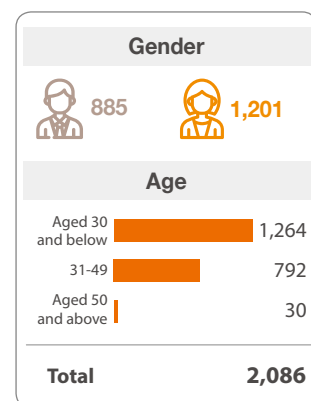 Gender
885
1,201
Age
Aged 30
and below
1,264
31-49
792
Aged 50
and above
30
Total
2,086